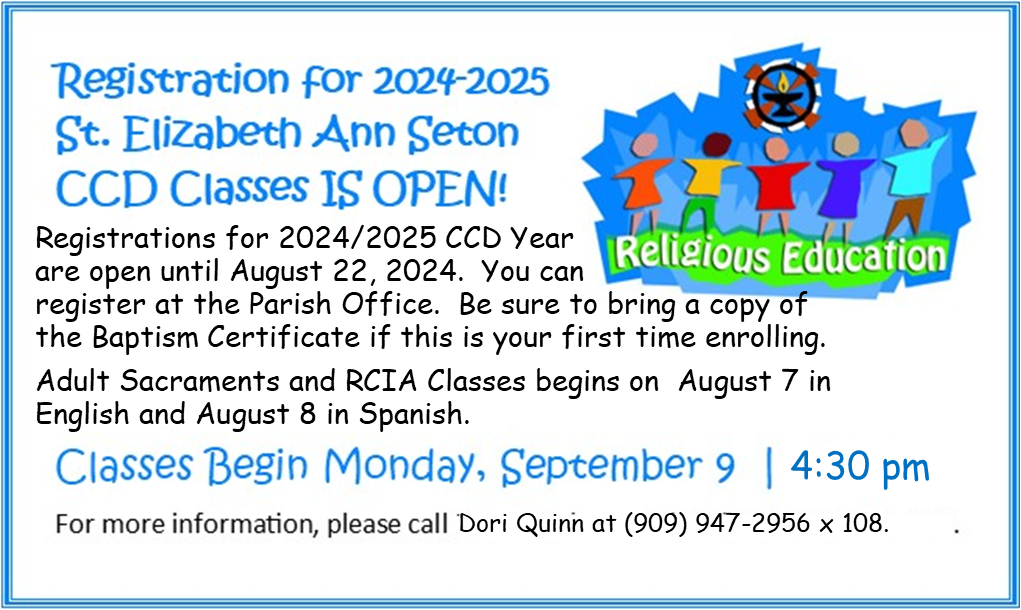 Registration for 2024-2025
St. Elizabeth Ann Seton
CCD Classes IS OPEN!
Religious Education
Registrations for 2024/2025 CCD Year
are open until August 22, 2024.  You can
register at the Parish Office.  Be sure to bring a copy of
the Baptism Certificate if this is your first time enrolling.
Adult Sacraments and RCIA Classes begins on  August 7 in
English and August 8 in Spanish.
Classes Begin Monday, September 9 | 4:30 pm
For more information, please call Dori Quinn at (909) 947-2956 x 108. .